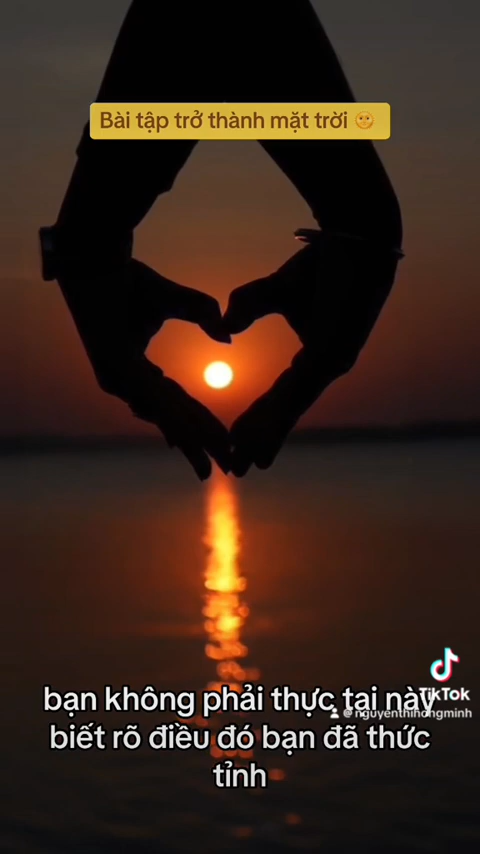 Bài tập trở thành mặt trời 🌝
TikTok
@nguyenthihongminh
bạn không phải thực tại này
biết rõ điều đó bạn đã thức
tỉnh